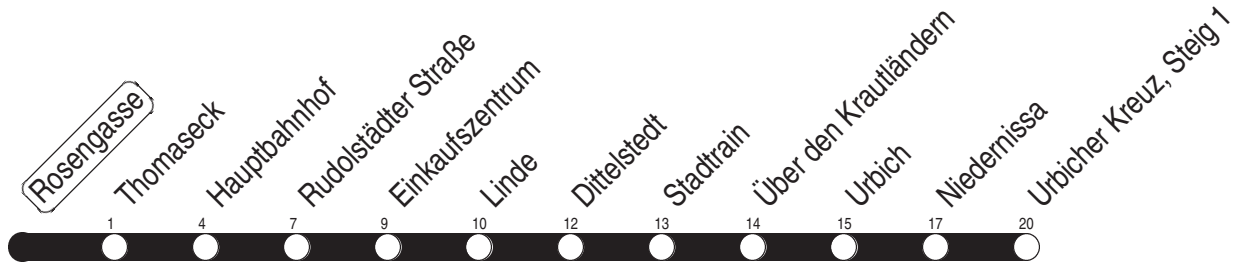 Rosengasse
Thomaseck
Hauptbahnhof
Rudolstädter Straße
Einkaufszentrum
Linde
Dittelstedt
Stadtrain
Über den Krautländern
Urbich
Niedernissa
Urbicher Kreuz, Steig 1
1 4 7 9 10 12 13 14 15 17 20